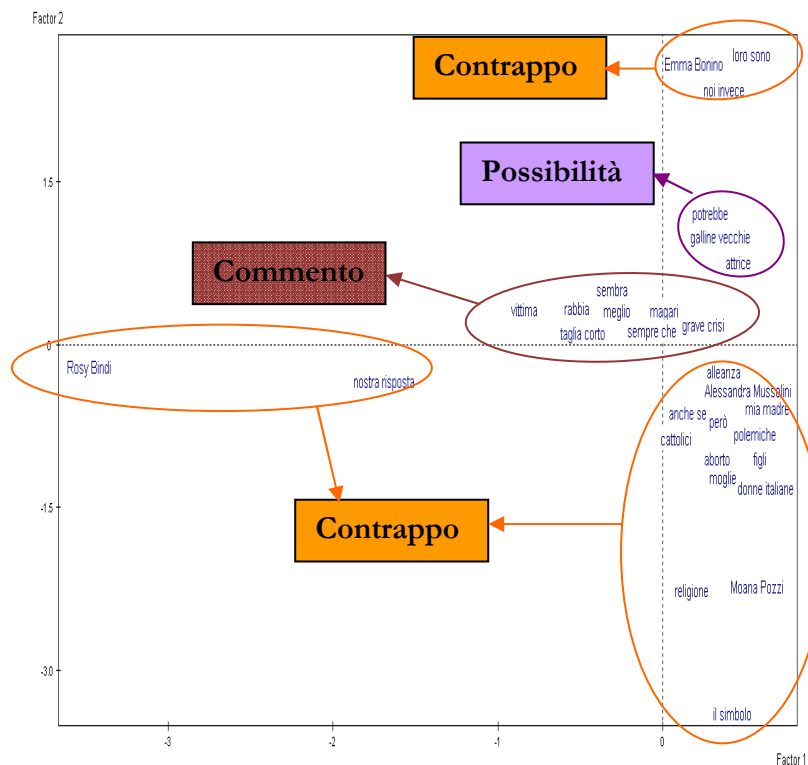 Factor 2
loro sono
Emma Bonino
noi invece
Contrappo
1.5
Possibilità
potrebbe
galline vecchie
attrice
Commento
sembra
vittima rabbia meglio magari
taglia corto sempre che grave crisi
0
Rosy Bindi
nostra risposta
alleanza
Alessandra Mussolini
anche se mia madre
però
cattolici polemiche
aborto figli
moglie
donne italiane
-1.5
Contrappo
religione Moana Pozzi
-3.0
il simbolo
-3 -2 -1 0
Factor 1